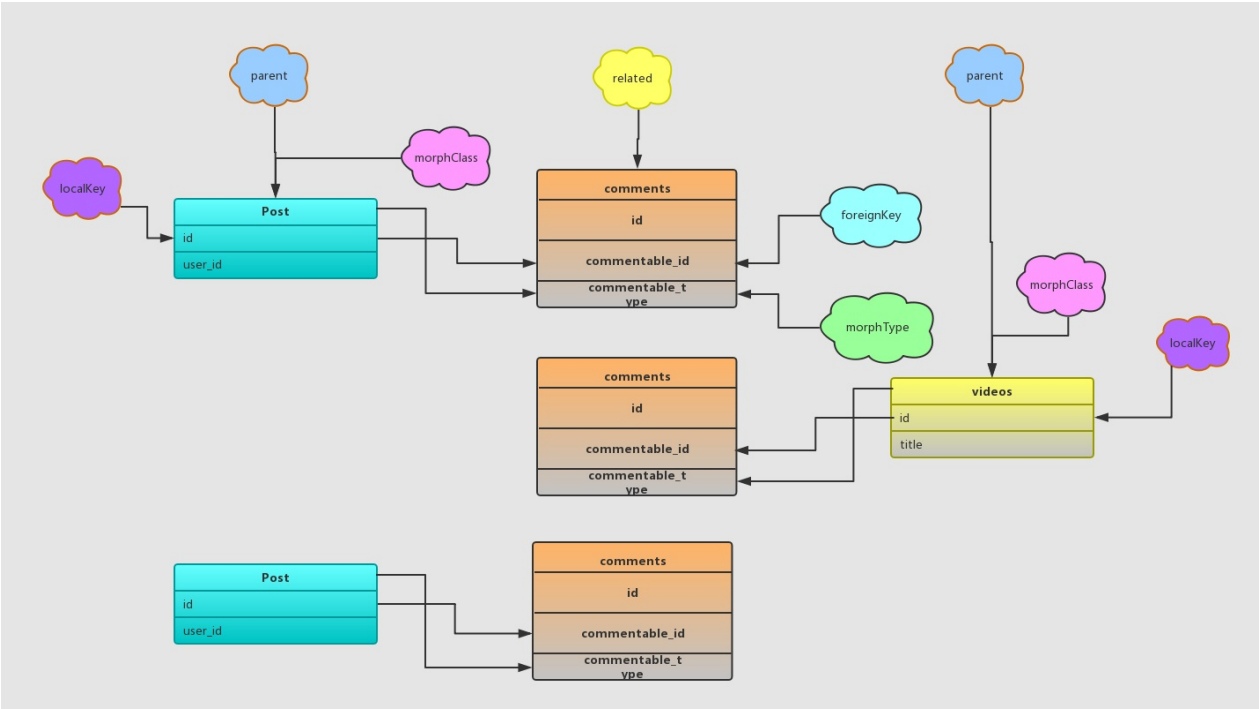 parent
related
parent
morphClass
localKey
Post
id
user_id
comments
id
commentable_id
commentable_t
ype
foreignKey
morphType
morphClass
localKey
comments
id
commentable_id
commentable_t
ype
videos
id
title
Post
id
user_id
comments
id
commentable_id
commentable_t
ype